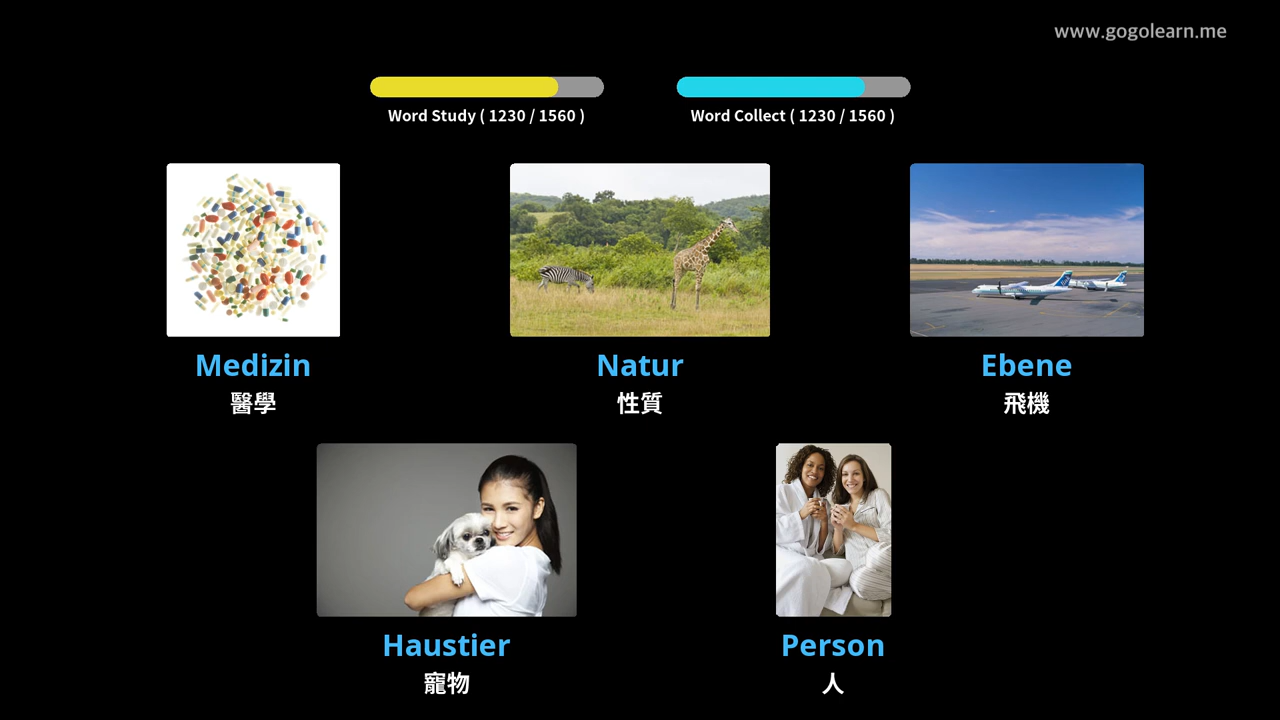 www.gogolearn.me
Word Study ( 1230 / 1560 )
Word Collect ( 1230 / 1560 )
Medizin
醫學
Natur
性質
Ebene
飛機
Haustier
寵物
Person
人